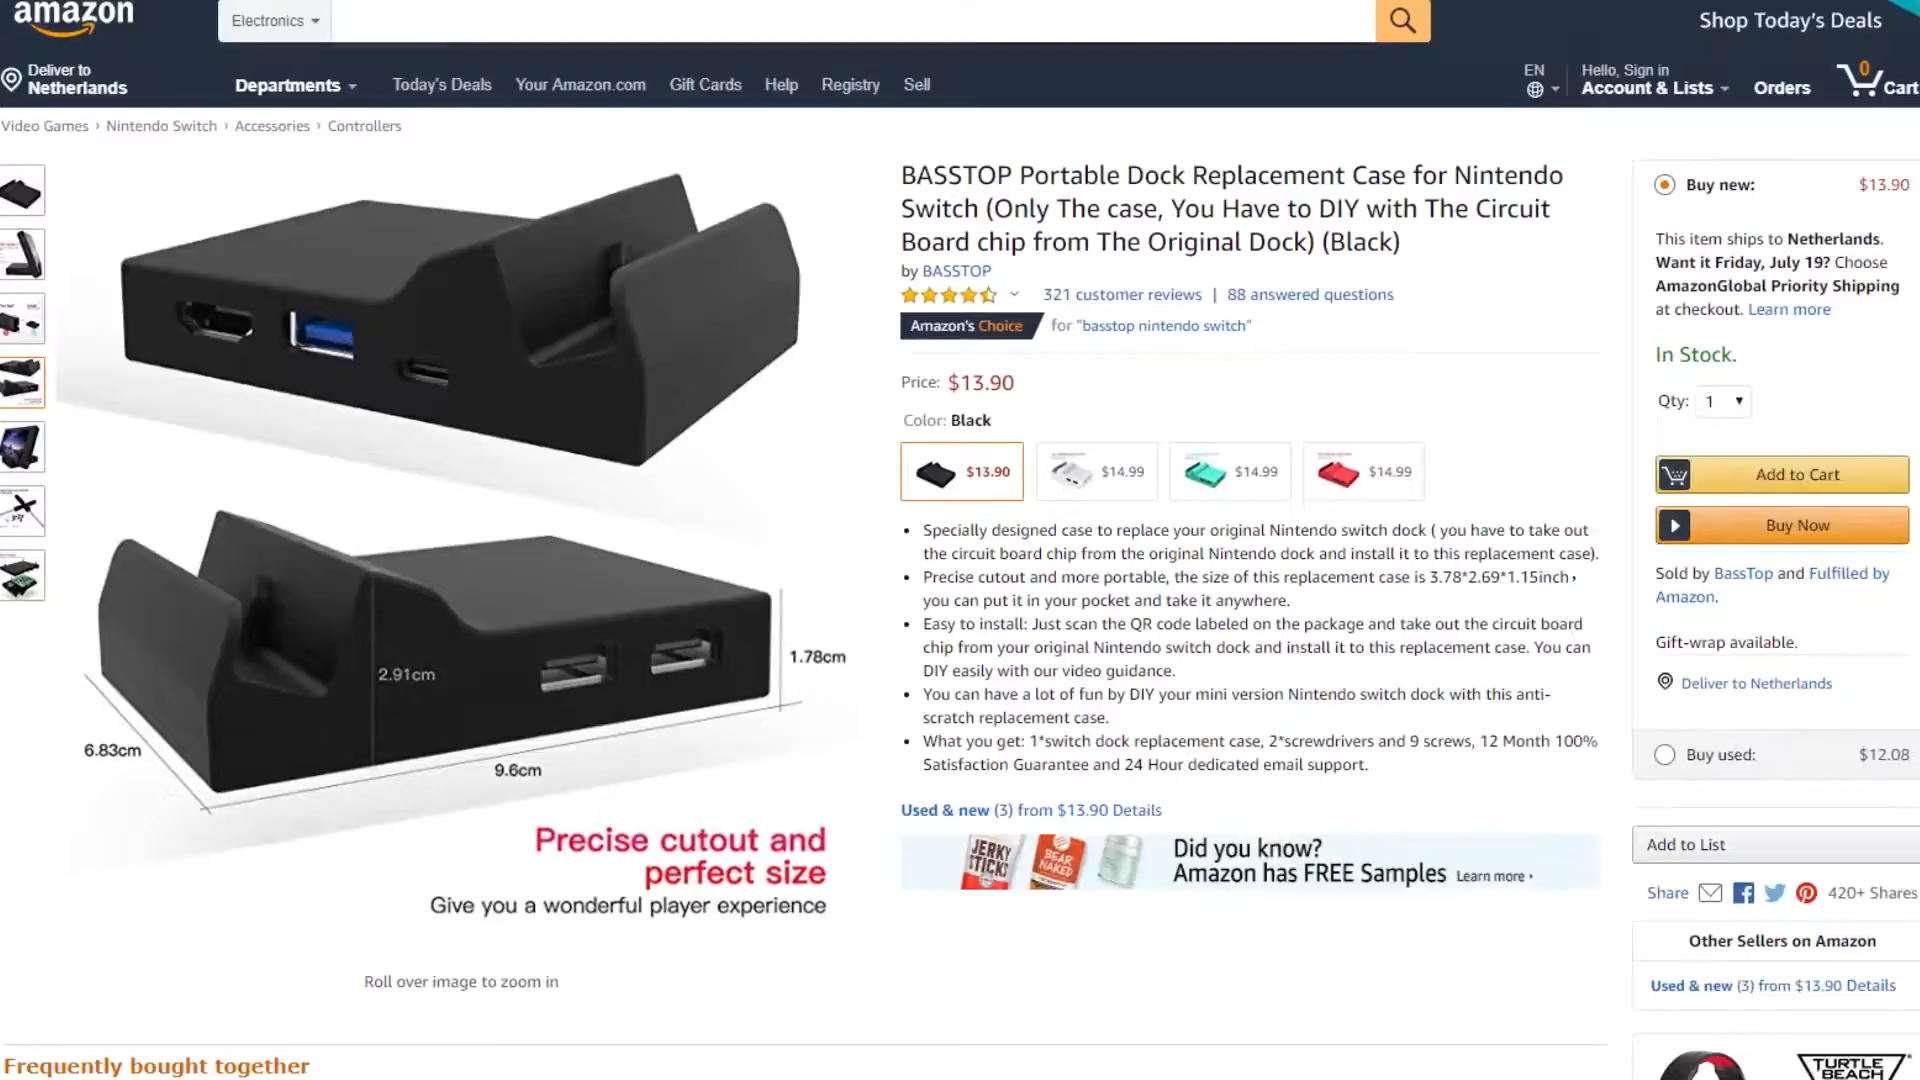 amazon
Electronics
Shop Today's Deals
Deliver to
Netherlands
Departments
Today's Deals
Your Amazon.com
Gift Cards
Help
Registry
Sell
EN
Hello, Sign in
Account & Lists
Orders
0
Cart
Video Games › Nintendo Switch › Accessories › Controllers
BASSTOP Portable Dock Replacement Case for Nintendo
Switch (Only The case, You Have to DIY with The Circuit
Board chip from The Original Dock) (Black)
by BASSTOP
321 customer reviews | 88 answered questions
Amazon's Choice for "basstop nintendo switch"
Price: $13.90
Color: Black
$13.90
$14.99
$14.99
$14.99
• Specially designed case to replace your original Nintendo switch dock ( you have to take out
the circuit board chip from the original Nintendo dock and install it to this replacement case).
• Precise cutout and more portable, the size of this replacement case is 3.78*2.69*1.15inch,
you can put it in your pocket and take it anywhere.
• Easy to install: Just scan the QR code labeled on the package and take out the circuit board
chip from your original Nintendo switch dock and install it to this replacement case. You can
DIY easily with our video guidance.
• You can have a lot of fun by DIY your mini version Nintendo switch dock with this anti-
scratch replacement case.
• What you get: 1*switch dock replacement case, 2*screwdrivers and 9 screws, 12 Month 100%
Satisfaction Guarantee and 24 Hour dedicated email support.
Used & new (3) from $13.90 Details
JERKY
STICKS
BEAR
NAKED
Did you know?
Amazon has FREE Samples Learn more ›
2.91cm
1.78cm
6.83cm
9.6cm
Precise cutout and
perfect size
Give you a wonderful player experience
Roll over image to zoom in
Frequently bought together
Buy new: $13.90
This item ships to Netherlands.
Want it Friday, July 19? Choose
AmazonGlobal Priority Shipping
at checkout. Learn more
In Stock.
Qty: 1
Add to Cart
Buy Now
Sold by BassTop and Fulfilled by
Amazon.
Gift-wrap available.
Deliver to Netherlands
Buy used: $12.08
Add to List
Share 420+ Shares
Other Sellers on Amazon
Used & new (3) from $13.90 Details
TURTLE
BEACH